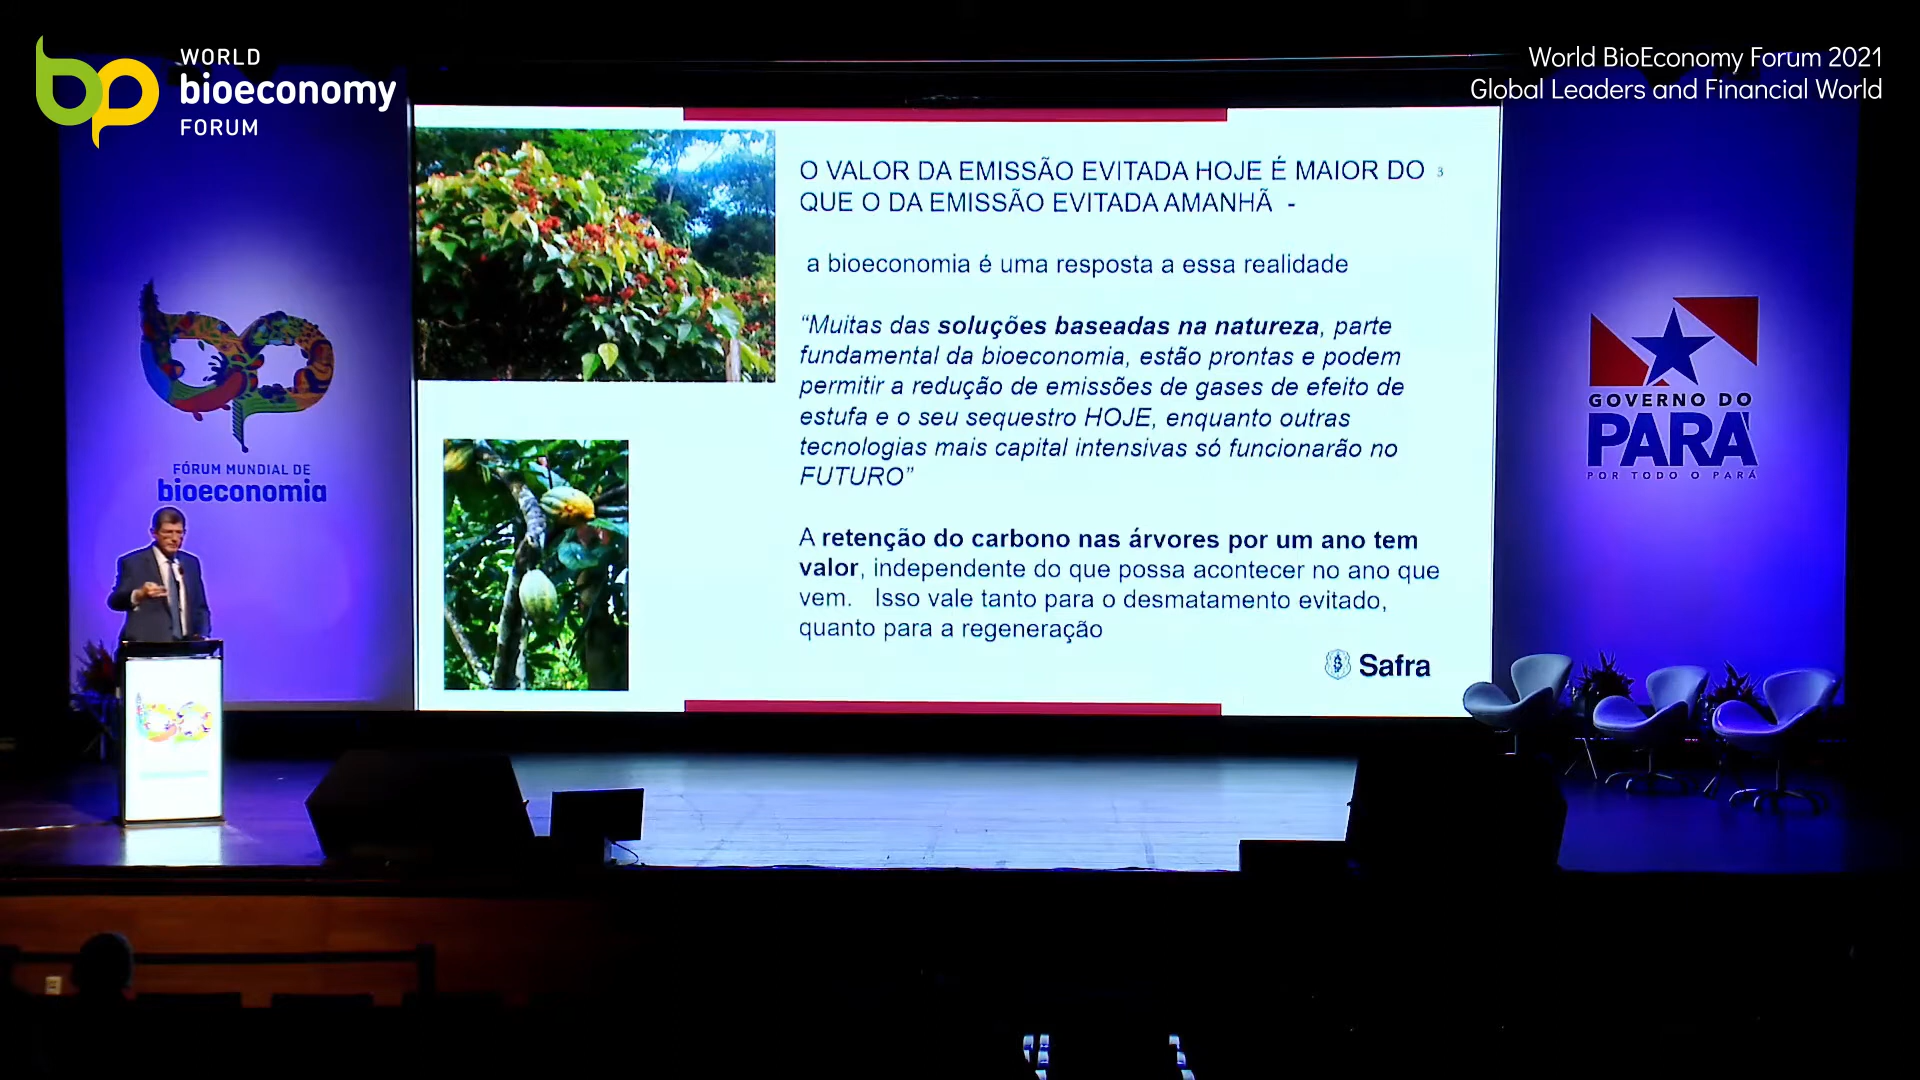 WORLD
bioeconomy
FORUM
World BioEconomy Forum 2021
Global Leaders and Financial World
O VALOR DA EMISSÃO EVITADA HOJE É MAIOR DO
3
QUE O DA EMISSÃO EVITADA AMANHÃ -
a bioeconomia é uma resposta a essa realidade
“Muitas das soluções baseadas na natureza, parte
fundamental da bioeconomia, estão prontas e podem
permitir a redução de emissões de gases de efeito de
estufa e o seu sequestro HOJE, enquanto outras
tecnologias mais capital intensivas só funcionarão no
FUTURO”
A retenção do carbono nas árvores por um ano tem
valor, independente do que possa acontecer no ano que
vem. Isso vale tanto para o desmatamento evitado,
quanto para a regeneração
Safra
FÓRUM MUNDIAL DE
bioeconomia
GOVERNO DO
PARÁ
POR TODO O PARÁ